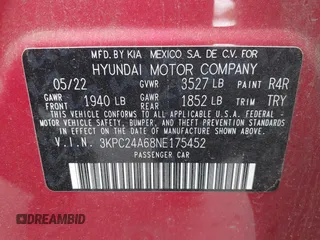 MFD.BY KIA MEXICO, S.A. DE C.V. FOR
HYUNDAI MOTOR COMPANY
05/22 GVWR 3527 LB PAINT R4R
GAWR FRONT 1940 LB GAWR REAR 1852 LB TRIM TRY
THIS VEHICLE CONFORMS TO ALL APPLICABLE U.S. FEDERAL
MOTOR VEHICLE SAFETY, BUMPER, AND THEFT PREVENTION
STANDARDS IN EFFECT ON THE DATE OF MANUFACTURE SHOWN ABOVE.
V.I.N. 3KPC24A68NE175452
PASSENGER CAR
DREAMBID